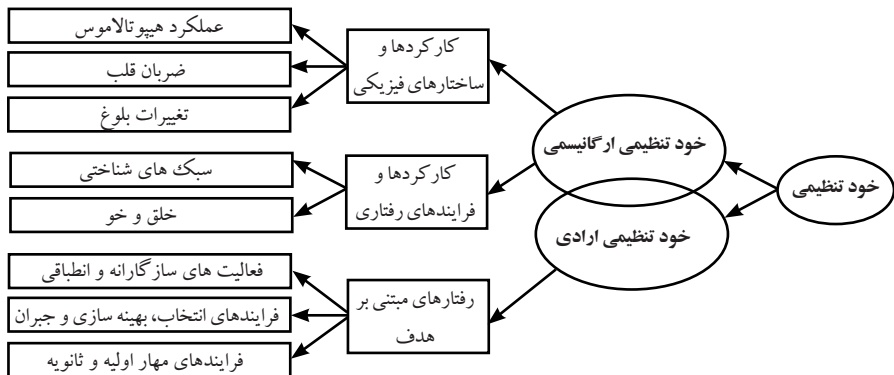 خود تنظیمی
خود تنظیمی ارگانیسمی
خود تنظیمی ارادی
کارکردها و
ساختارهای فیزیکی
عملکرد هیپوتالاموس
ضربان قلب
تغییرات بلوغ
کارکردها و
فرایندهای رفتاری
سبک های شناختی
خلق و خو
رفتارهای مبتنی بر
هدف
فعالیت های سازگارانه و انطباقی
فرایندهای انتخاب، بهینه سازی و جبران
فرایندهای مهار اولیه و ثانویه